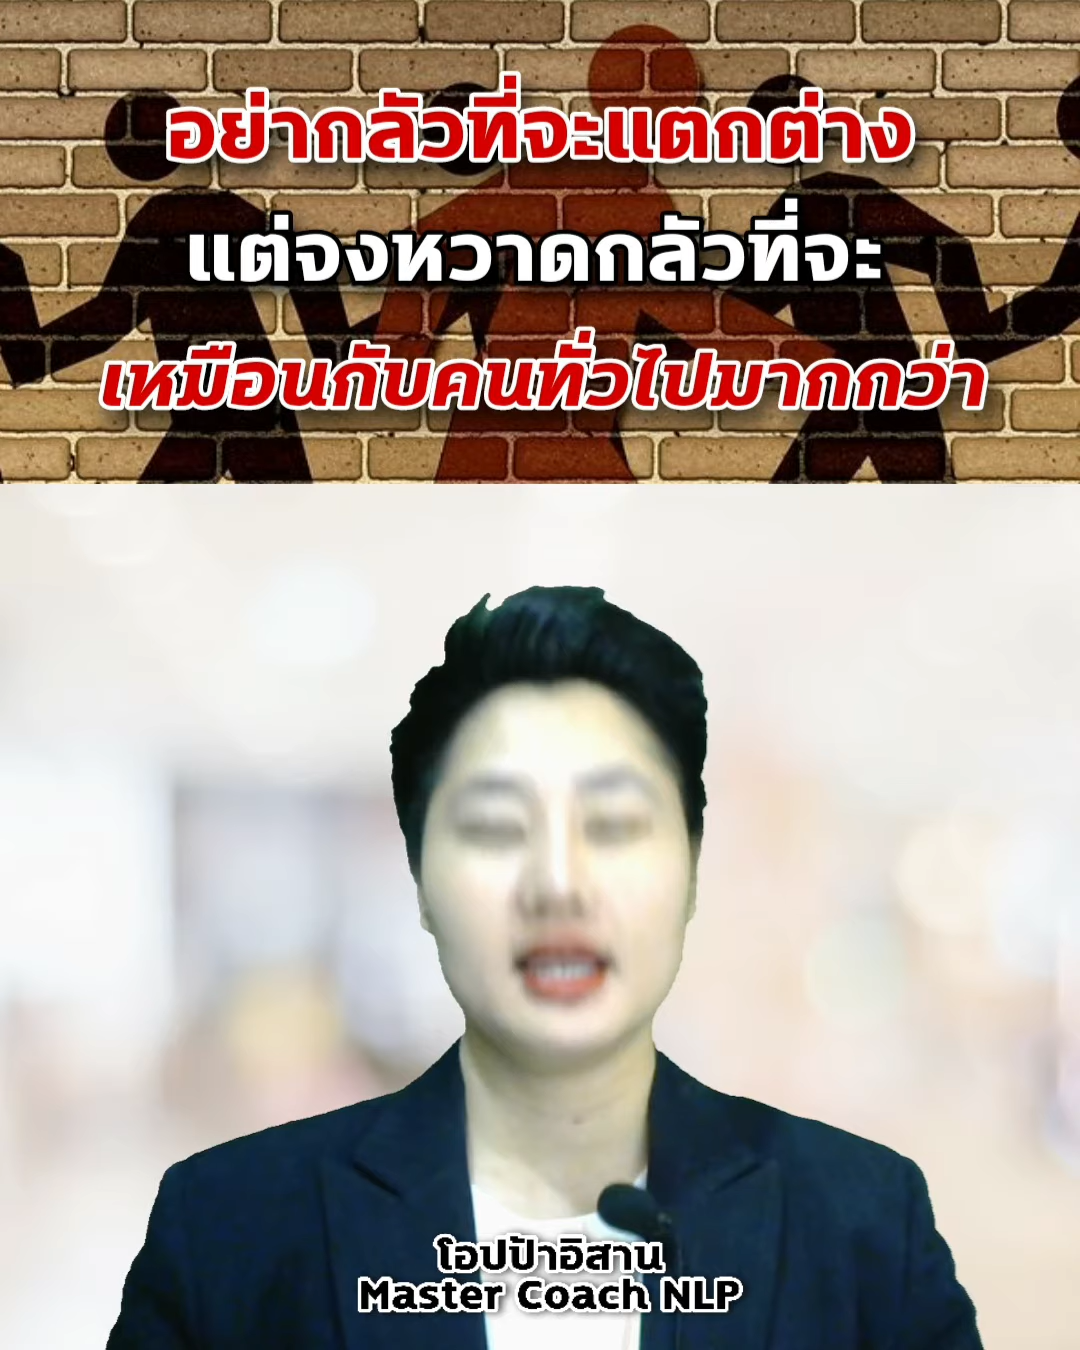 อย่ากลัวที่จะแตกต่าง
แต่จงหวาดกลัวที่จะ
เหมือนกับคนทั่วไปมากกว่า
โอปป้าอิสาน
Master Coach NLP